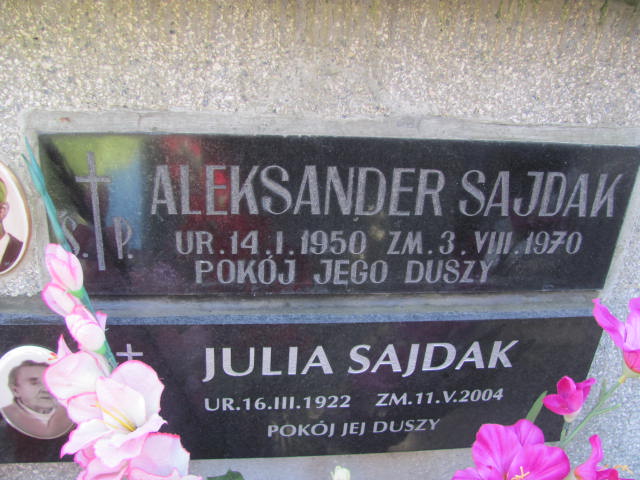 Ś. P.
ALEKSANDER SAJDAK
UR. 14. I. 1950 ZM. 3. VIII. 1970
POKÓJ JEGO DUSZY
JULIA SAJDAK
UR. 16. III. 1922 ZM. 11. V. 2004
POKÓJ JEJ DUSZY